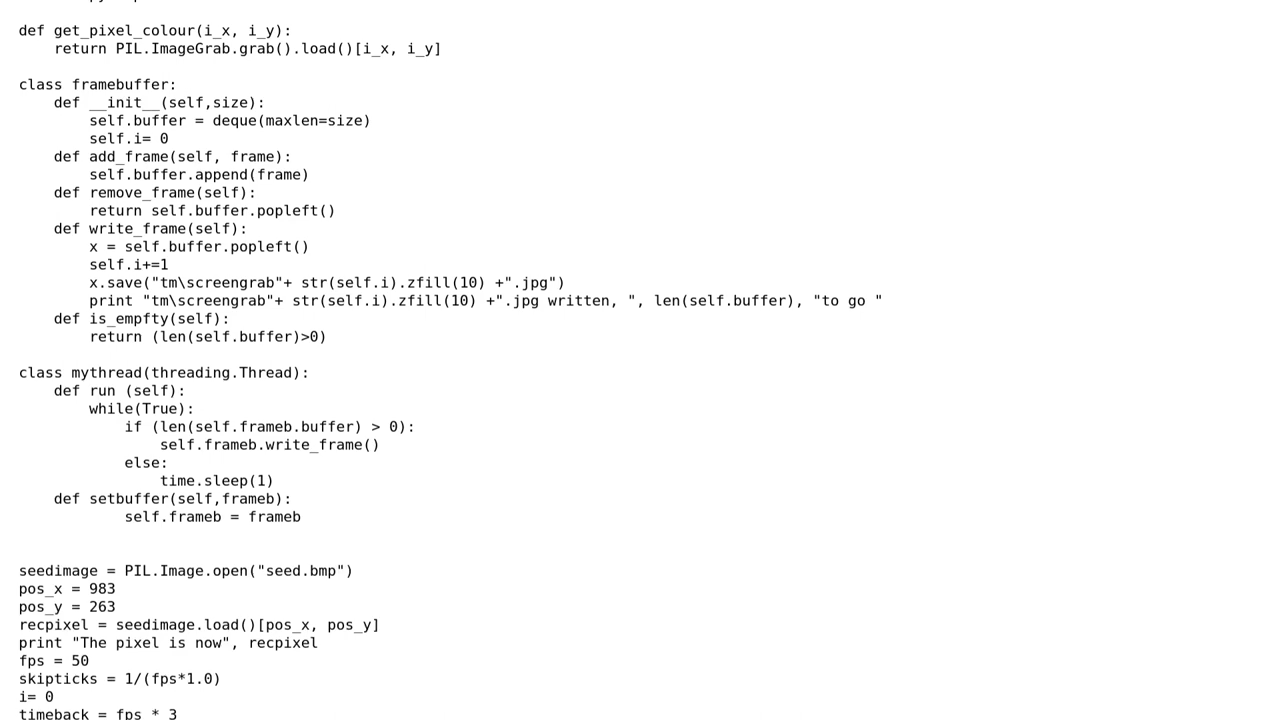 def get_pixel_colour(i_x, i_y):
    return PIL.ImageGrab.grab().load()[i_x, i_y]

class framebuffer:
    def __init__(self,size):
        self.buffer = deque(maxlen=size)
        self.i= 0
    def add_frame(self, frame):
        self.buffer.append(frame)
    def remove_frame(self):
        return self.buffer.popleft()
    def write_frame(self):
        x = self.buffer.popleft()
        self.i+=1
        x.save("tm\screengrab"+ str(self.i).zfill(10) +".jpg")
        print "tm\screengrab"+ str(self.i).zfill(10) +".jpg written, ", len(self.buffer), "to go "
    def is_empfty(self):
        return (len(self.buffer)>0)

class mythread(threading.Thread):
    def run (self):
        while(True):
            if (len(self.frameb.buffer) > 0):
                self.frameb.write_frame()
            else:
                time.sleep(1)
    def setbuffer(self,frameb):
            self.frameb = frameb


seedimage = PIL.Image.open("seed.bmp")
pos_x = 983
pos_y = 263
recpixel = seedimage.load()[pos_x, pos_y]
print "The pixel is now", recpixel
fps = 50
skipticks = 1/(fps*1.0)
i= 0
timeback = fps * 3